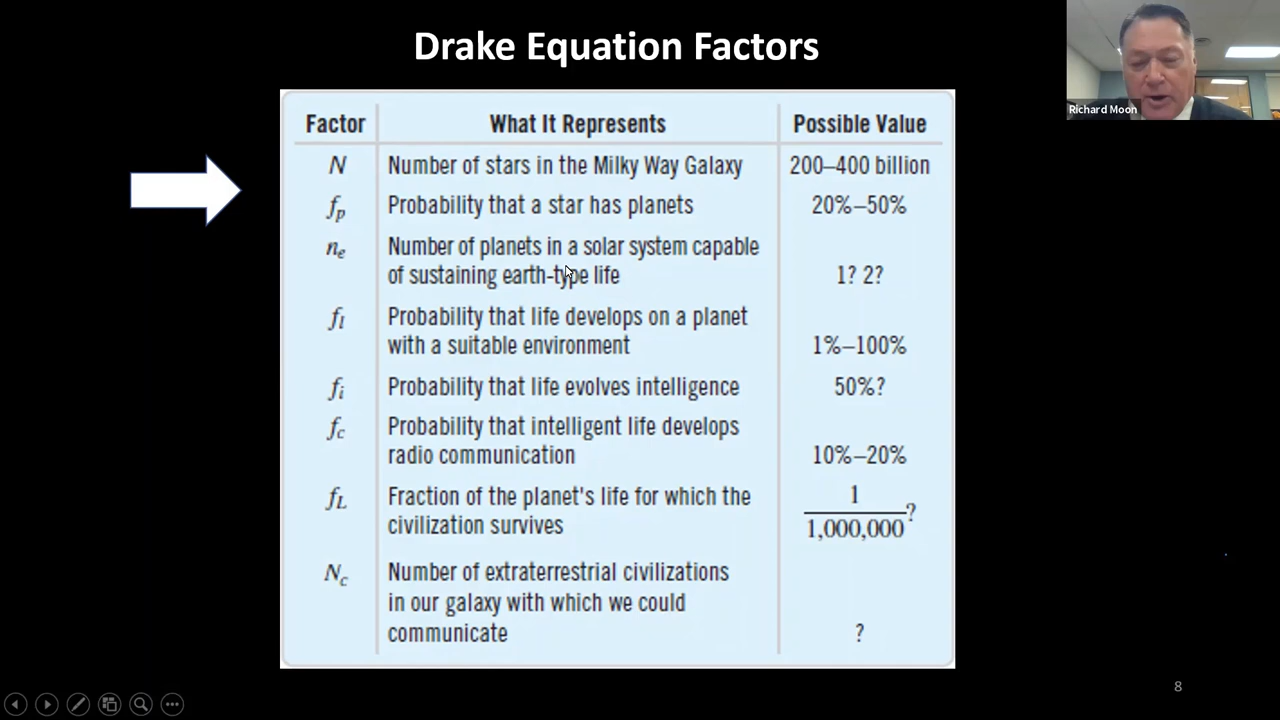 Drake Equation Factors
Richard Moon
Factor What It Represents Possible Value
N Number of stars in the Milky Way Galaxy 200–400 billion
fp Probability that a star has planets 20%–50%
ne Number of planets in a solar system capable
of sustaining earth-type life 1? 2?
fl Probability that life develops on a planet
with a suitable environment 1%–100%
fi Probability that life evolves intelligence 50%?
fc Probability that intelligent life develops
radio communication 10%–20%
fL Fraction of the planet's life for which the 1
civilization survives 1,000,000 ?
Nc Number of extraterrestrial civilizations
in our galaxy with which we could
communicate ?
8